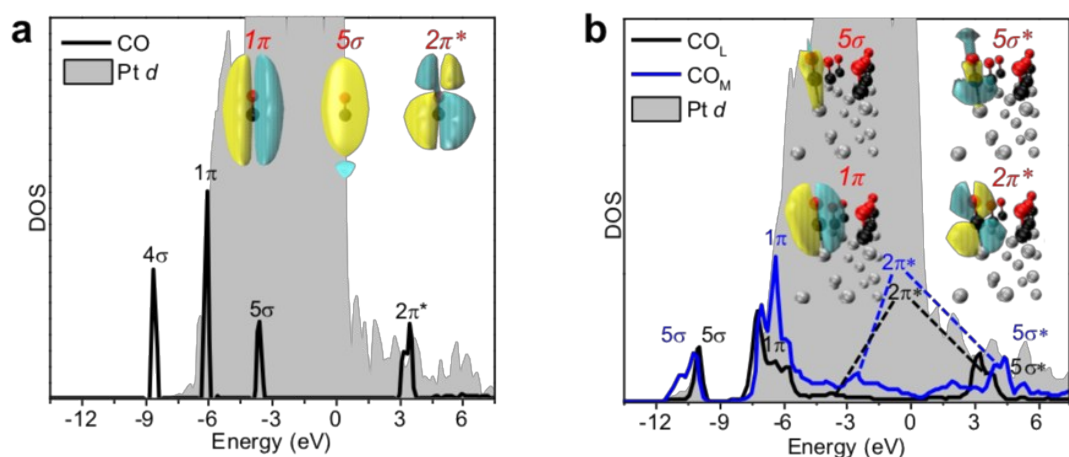 a
CO
Pt d
1π
5σ
2π*
4σ
1π
5σ
2π*
DOS
-12 -9 -6 -3 0 3 6
Energy (eV)
b
CO_L
CO_M
Pt d
5σ
5σ*
1π
2π*
5σ
5σ
1π
1π
2π*
2π*
5σ*
5σ*
DOS
-12 -9 -6 -3 0 3 6
Energy (eV)